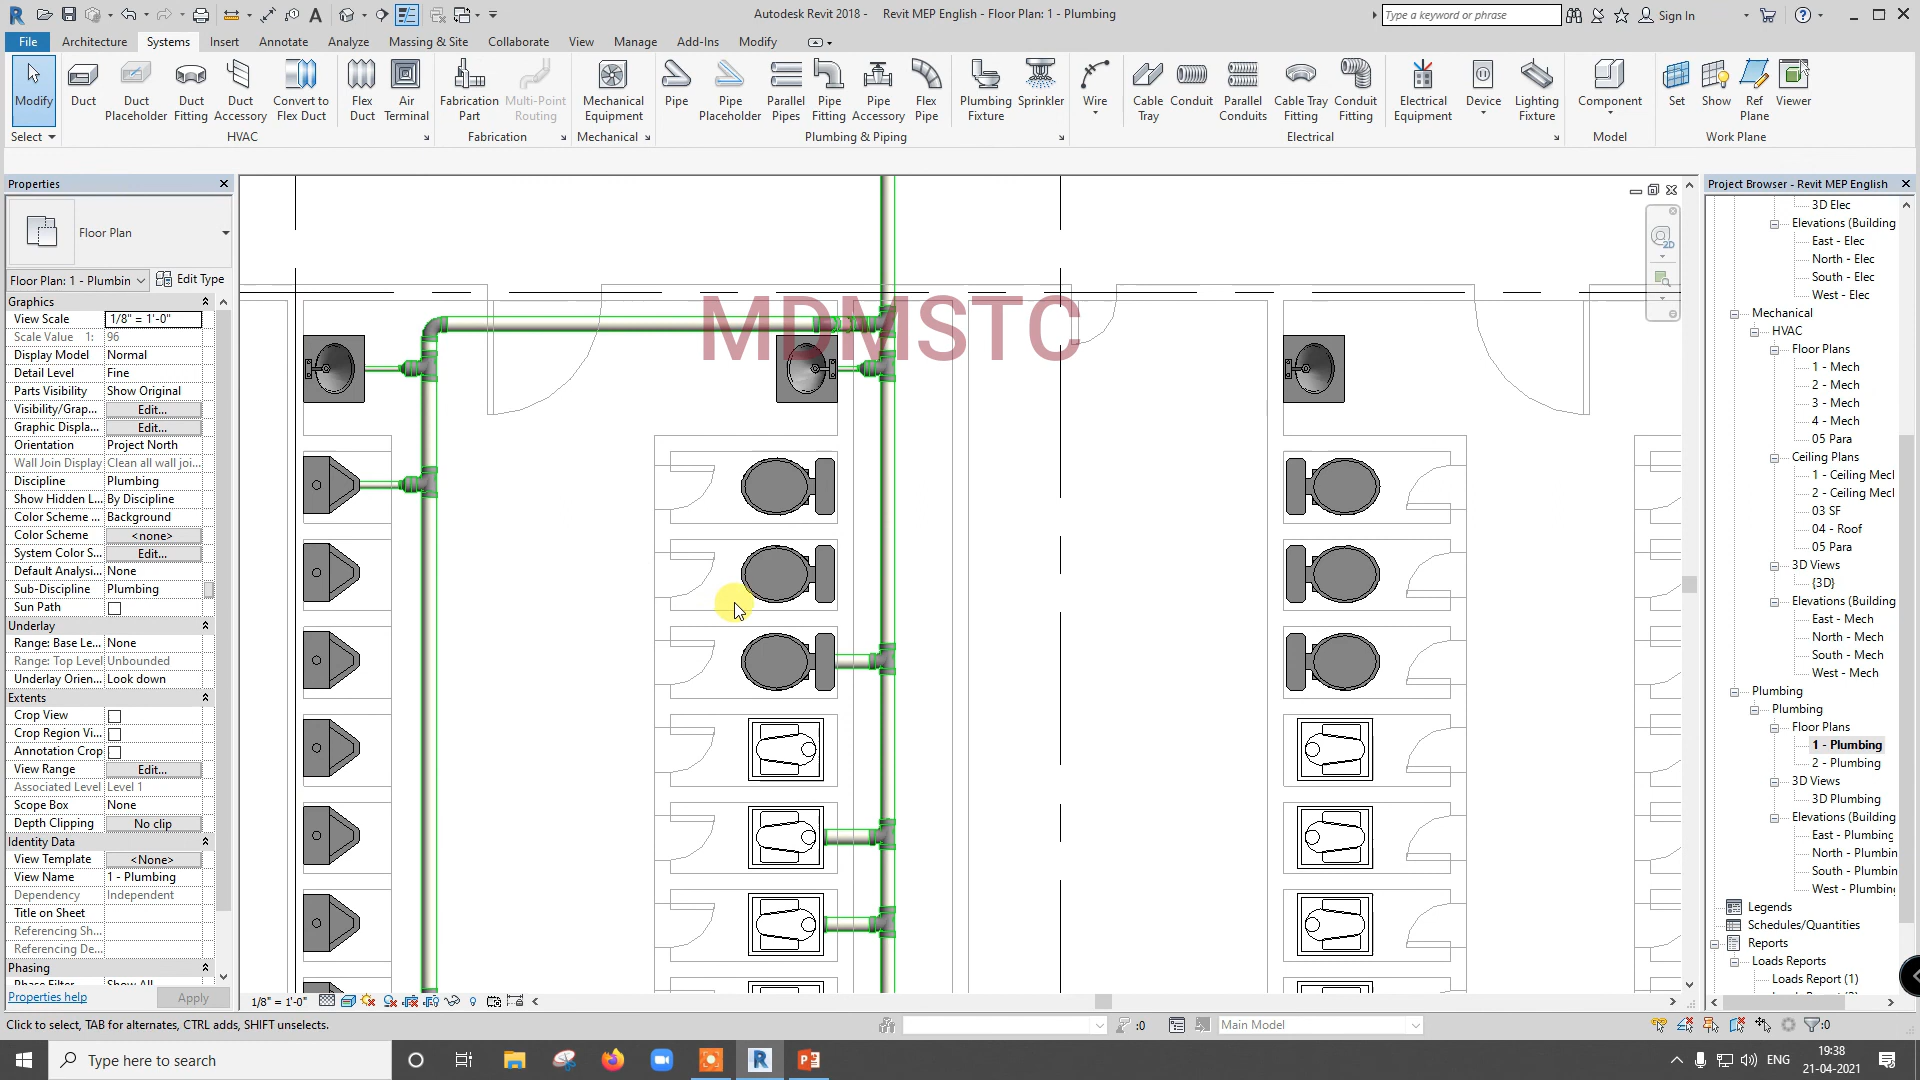 Autodesk Revit 2018 - Revit MEP English - Floor Plan: 1 - Plumbing
Type a keyword or phrase
Sign In
File Architecture Systems Insert Annotate Analyze Massing & Site Collaborate View Manage Add-Ins Modify
Modify
Duct
Duct Placeholder
Duct Fitting
Duct Accessory
Convert to Flex Duct
Flex Duct
Air Terminal
Fabrication Part
Multi-Point Routing
Mechanical Equipment
Pipe
Pipe Placeholder
Parallel Pipes
Pipe Fitting
Pipe Accessory
Flex Pipe
Plumbing Fixture
Sprinkler
Wire
Cable Tray
Conduit
Parallel Conduits
Cable Tray Fitting
Conduit Fitting
Electrical Equipment
Device
Lighting Fixture
Component
Set
Show
Ref Plane
Viewer
Select HVAC Fabrication Mechanical Plumbing & Piping Electrical Model Work Plane
Properties
Floor Plan
Floor Plan: 1 - Plumbin
Edit Type
Graphics
View Scale 1/8" = 1'-0"
Scale Value 1: 96
Display Model Normal
Detail Level Fine
Parts Visibility Show Original
Visibility/Grap... Edit...
Graphic Displa... Edit...
Orientation Project North
Wall Join Display Clean all wall joi...
Discipline Plumbing
Show Hidden L... By Discipline
Color Scheme ... Background
Color Scheme <none>
System Color S... Edit...
Default Analysi... None
Sub-Discipline Plumbing
Sun Path
Underlay
Range: Base Le... None
Range: Top Level Unbounded
Underlay Orien... Look down
Extents
Crop View
Crop Region Vi...
Annotation Crop
View Range Edit...
Associated Level Level 1
Scope Box None
Depth Clipping No clip
Identity Data
View Template <None>
View Name 1 - Plumbing
Dependency Independent
Title on Sheet
Referencing Sh...
Referencing De...
Phasing
Phase Filter Show All
Properties help
Apply
MDMSTC
2D
1/8" = 1'-0"
Project Browser - Revit MEP English
3D Elec
Elevations (Building
East - Elec
North - Elec
South - Elec
West - Elec
Mechanical
HVAC
Floor Plans
1 - Mech
2 - Mech
3 - Mech
4 - Mech
05 Para
Ceiling Plans
1 - Ceiling Mecl
2 - Ceiling Mecl
03 SF
04 - Roof
05 Para
3D Views
{3D}
Elevations (Building
East - Mech
North - Mech
South - Mech
West - Mech
Plumbing
Plumbing
Floor Plans
1 - Plumbing
2 - Plumbing
3D Views
3D Plumbing
Elevations (Building
East - Plumbing
North - Plumbin
South - Plumbin
West - Plumbin
Legends
Schedules/Quantities
Reports
Loads Reports
Loads Report (1)
Click to select, TAB for alternates, CTRL adds, SHIFT unselects.
:0
Main Model
:0
Type here to search
ENG
19:38
21-04-2021